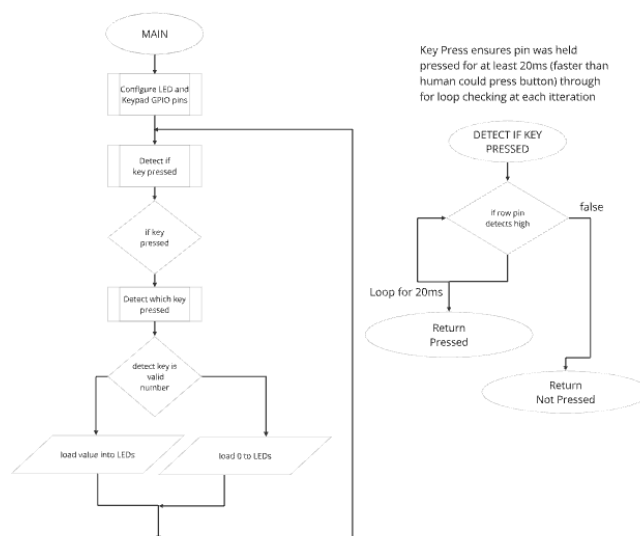 MAIN
Configure LED and
Keypad GPIO pins
Detect if
key pressed
if key
pressed
Detect which key
pressed
detect key is
valid
number
load value into LEDs
load 0 to LEDs
Key Press ensures pin was held
pressed for at least 20ms (faster than
human could press button) through
for loop checking at each itteration
DETECT IF KEY
PRESSED
If row pin
detects high
false
Loop for 20ms
Return
Pressed
Return
Not Pressed